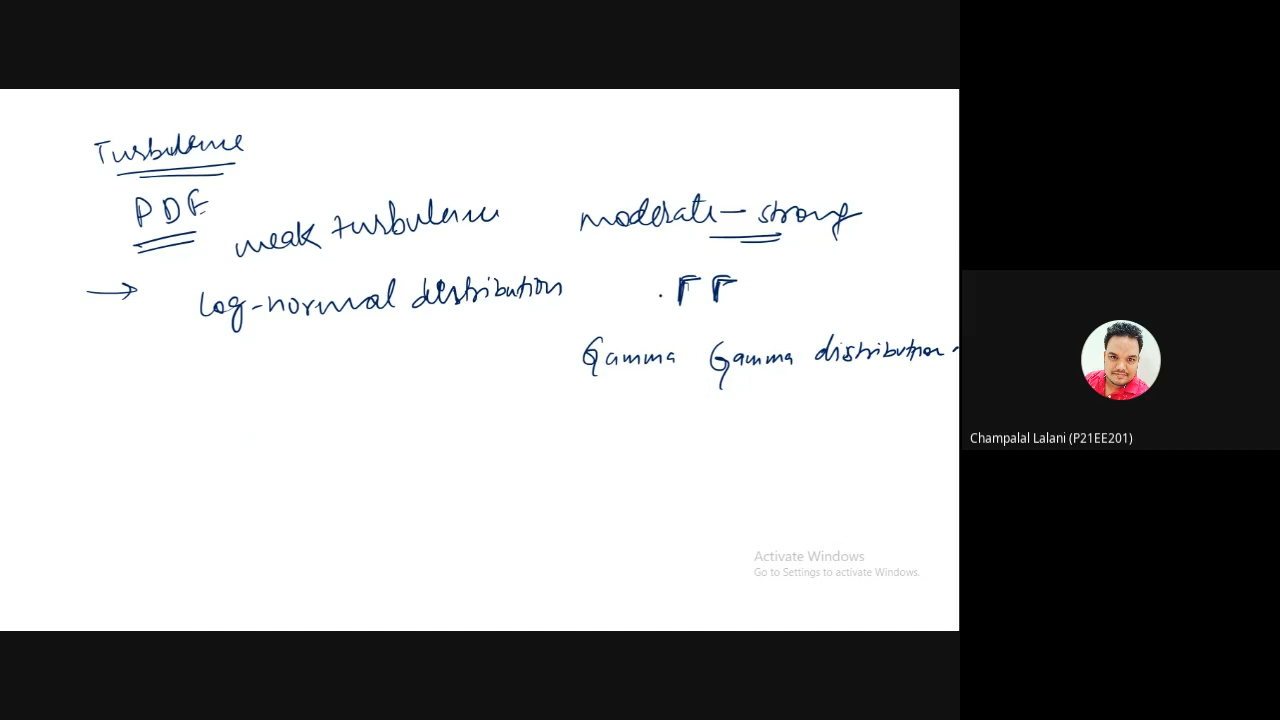 Turbulence
PDF
weak turbulence
moderate - strong
→ log-normal distribution
. Γ Γ
Gamma Gamma distribution.
Activate Windows
Go to Settings to activate Windows.
Champalal Lalani (P21EE201)